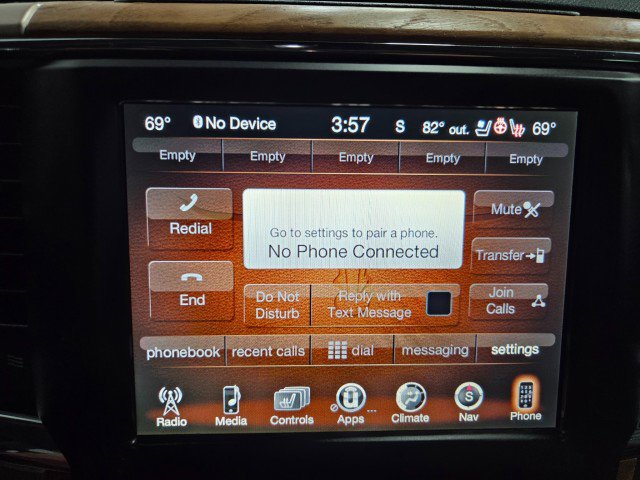 69° No Device 3:57 S 82° out. 69°
Empty Empty Empty Empty Empty
Redial
Go to settings to pair a phone.
No Phone Connected
Mute
Transfer
End
Do Not
Disturb
Reply with
Text Message
Join
Calls
phonebook recent calls dial messaging settings
S
Radio Media Controls Apps Climate Nav Phone